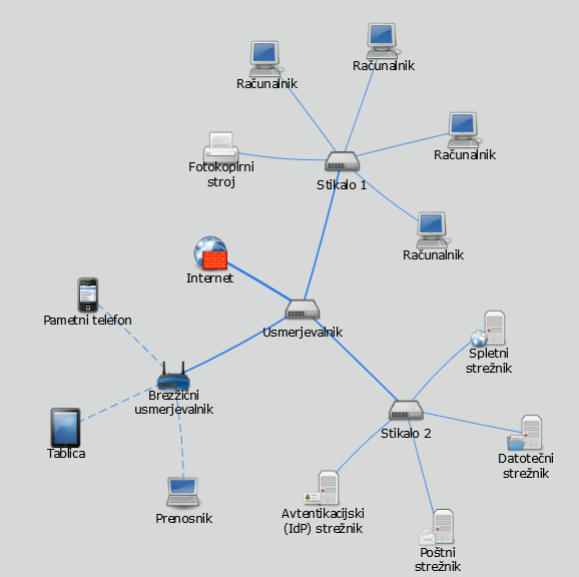 Računalnik
Računalnik
Računalnik
Fotokopirni
stroj
Stikalo 1
Računalnik
Internet
Pametni telefon
Usmerjevalnik
Spletni
strežnik
Brezžični
usmerjevalnik
Stikalo 2
Tablica
Datotečni
strežnik
Prenosnik
Avtentikacijski
(IdP) strežnik
Poštni
strežnik